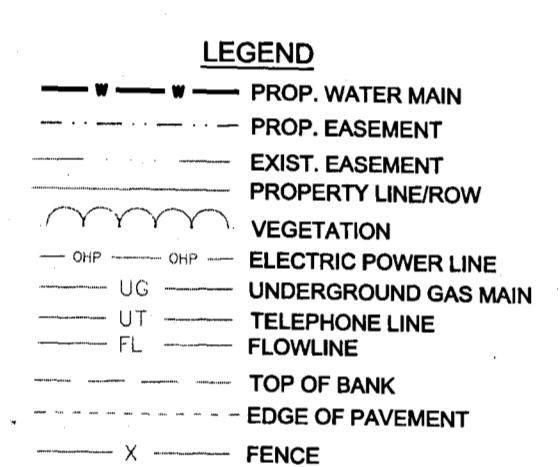 LEGEND
W W PROP. WATER MAIN
PROP. EASEMENT
EXIST. EASEMENT
PROPERTY LINE/ROW
VEGETATION
OHP OHP ELECTRIC POWER LINE
UG UNDERGROUND GAS MAIN
UT TELEPHONE LINE
FL FLOWLINE
TOP OF BANK
EDGE OF PAVEMENT
X FENCE